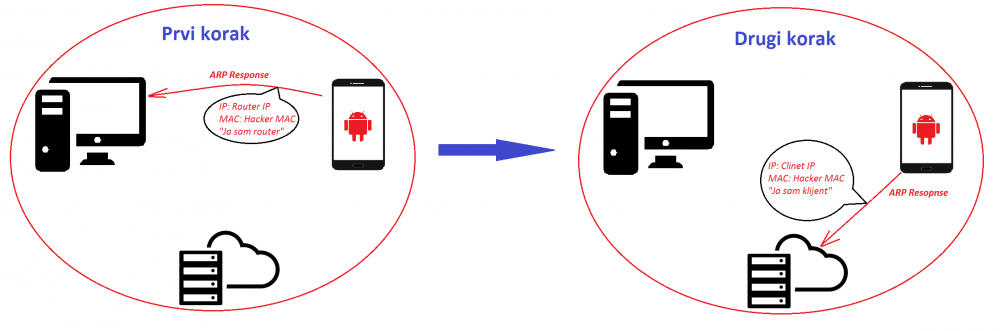 Prvi korak
ARP Response
IP: Router IP
MAC: Hacker MAC
"Ja sam router"
Drugi korak
IP: Clinet IP
MAC: Hacker MAC
"Ja sam klijent"
ARP Resopnse